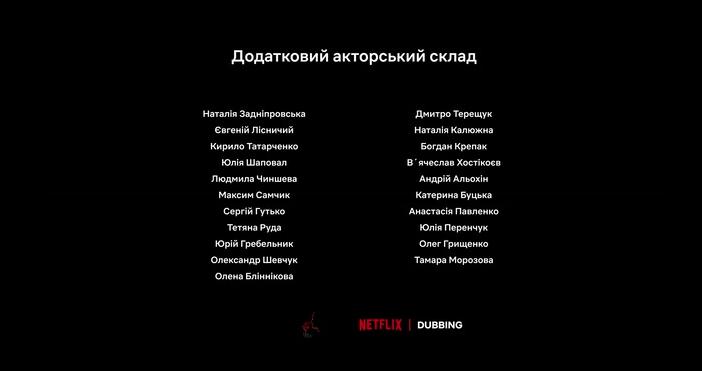 Додатковий акторський склад
Наталія Задніпровська
Євгеній Лісничий
Кирило Татарченко
Юлія Шаповал
Людмила Чиншева
Максим Самчик
Сергій Гутько
Тетяна Руда
Юрій Гребельник
Олександр Шевчук
Олена Бліннікова
Дмитро Терещук
Наталія Калюжна
Богдан Крепак
В´ячеслав Хостікоєв
Андрій Альохін
Катерина Буцька
Анастасія Павленко
Юлія Перенчук
Олег Грищенко
Тамара Морозова
NETFLIX | DUBBING